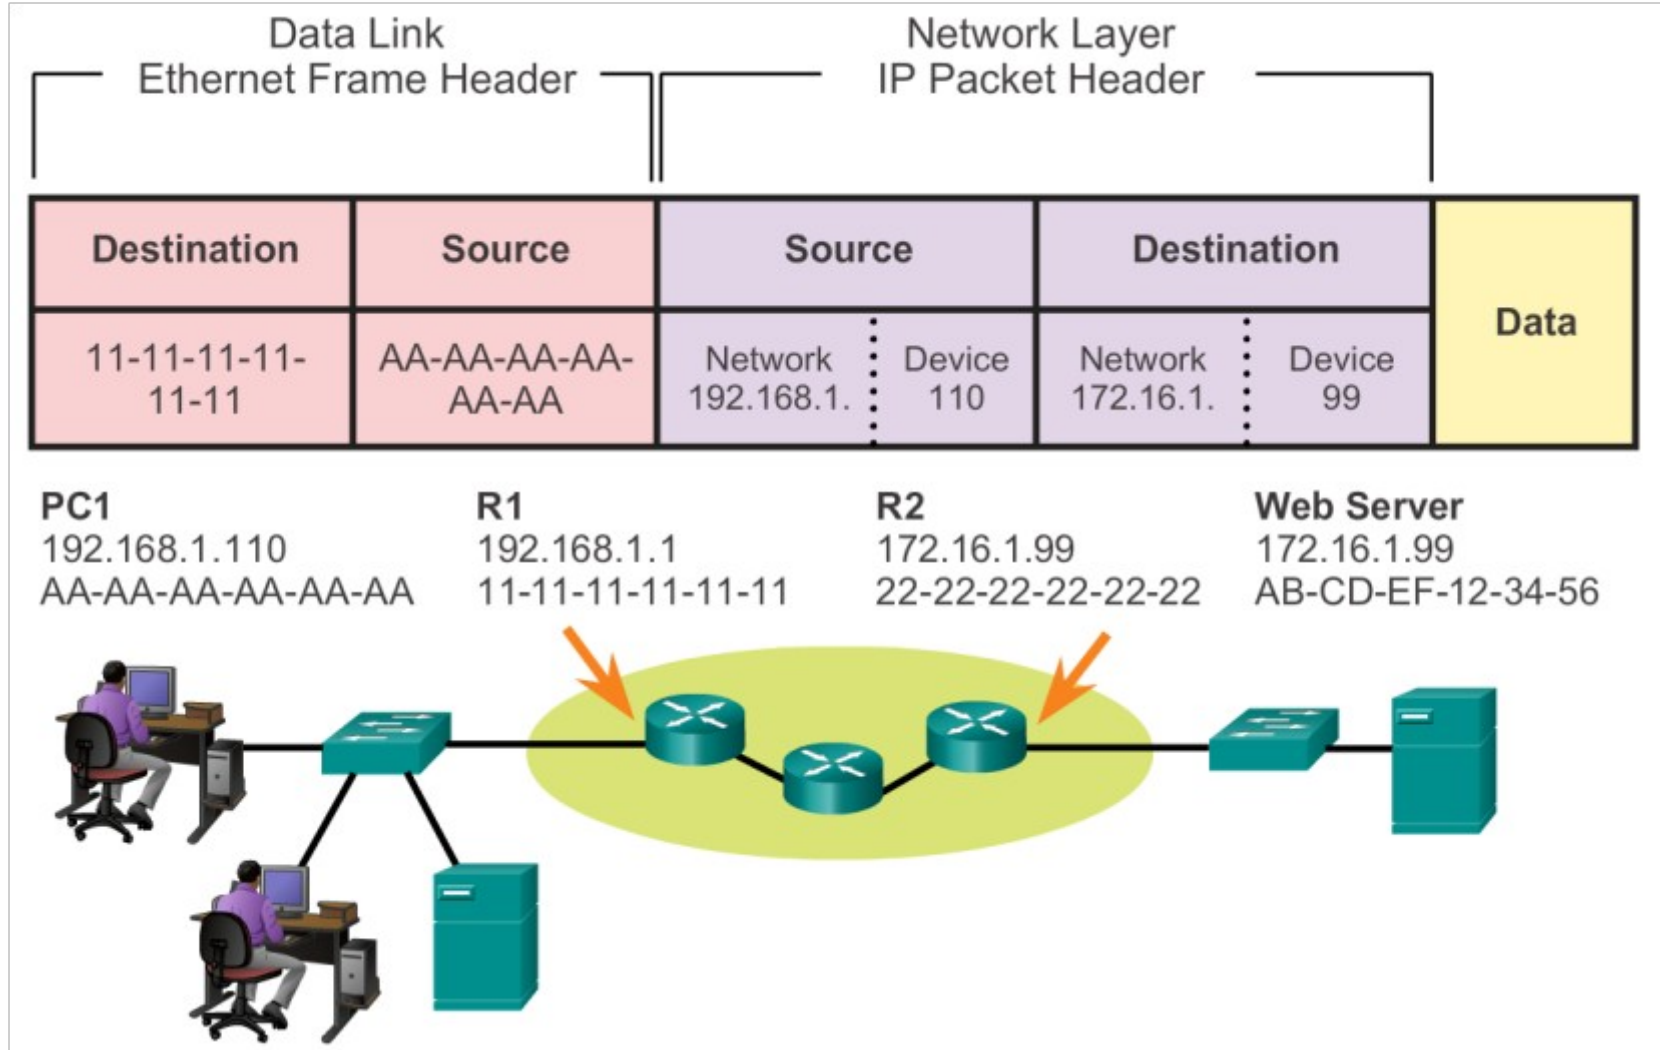 Data Link
Ethernet Frame Header
Network Layer
IP Packet Header
Destination
Source
Source
Destination
Data
11-11-11-11-
11-11
AA-AA-AA-AA-
AA-AA
Network
192.168.1.
Device
110
Network
172.16.1.
Device
99
PC1
192.168.1.110
AA-AA-AA-AA-AA-AA
R1
192.168.1.1
11-11-11-11-11-11
R2
172.16.1.99
22-22-22-22-22-22
Web Server
172.16.1.99
AB-CD-EF-12-34-56